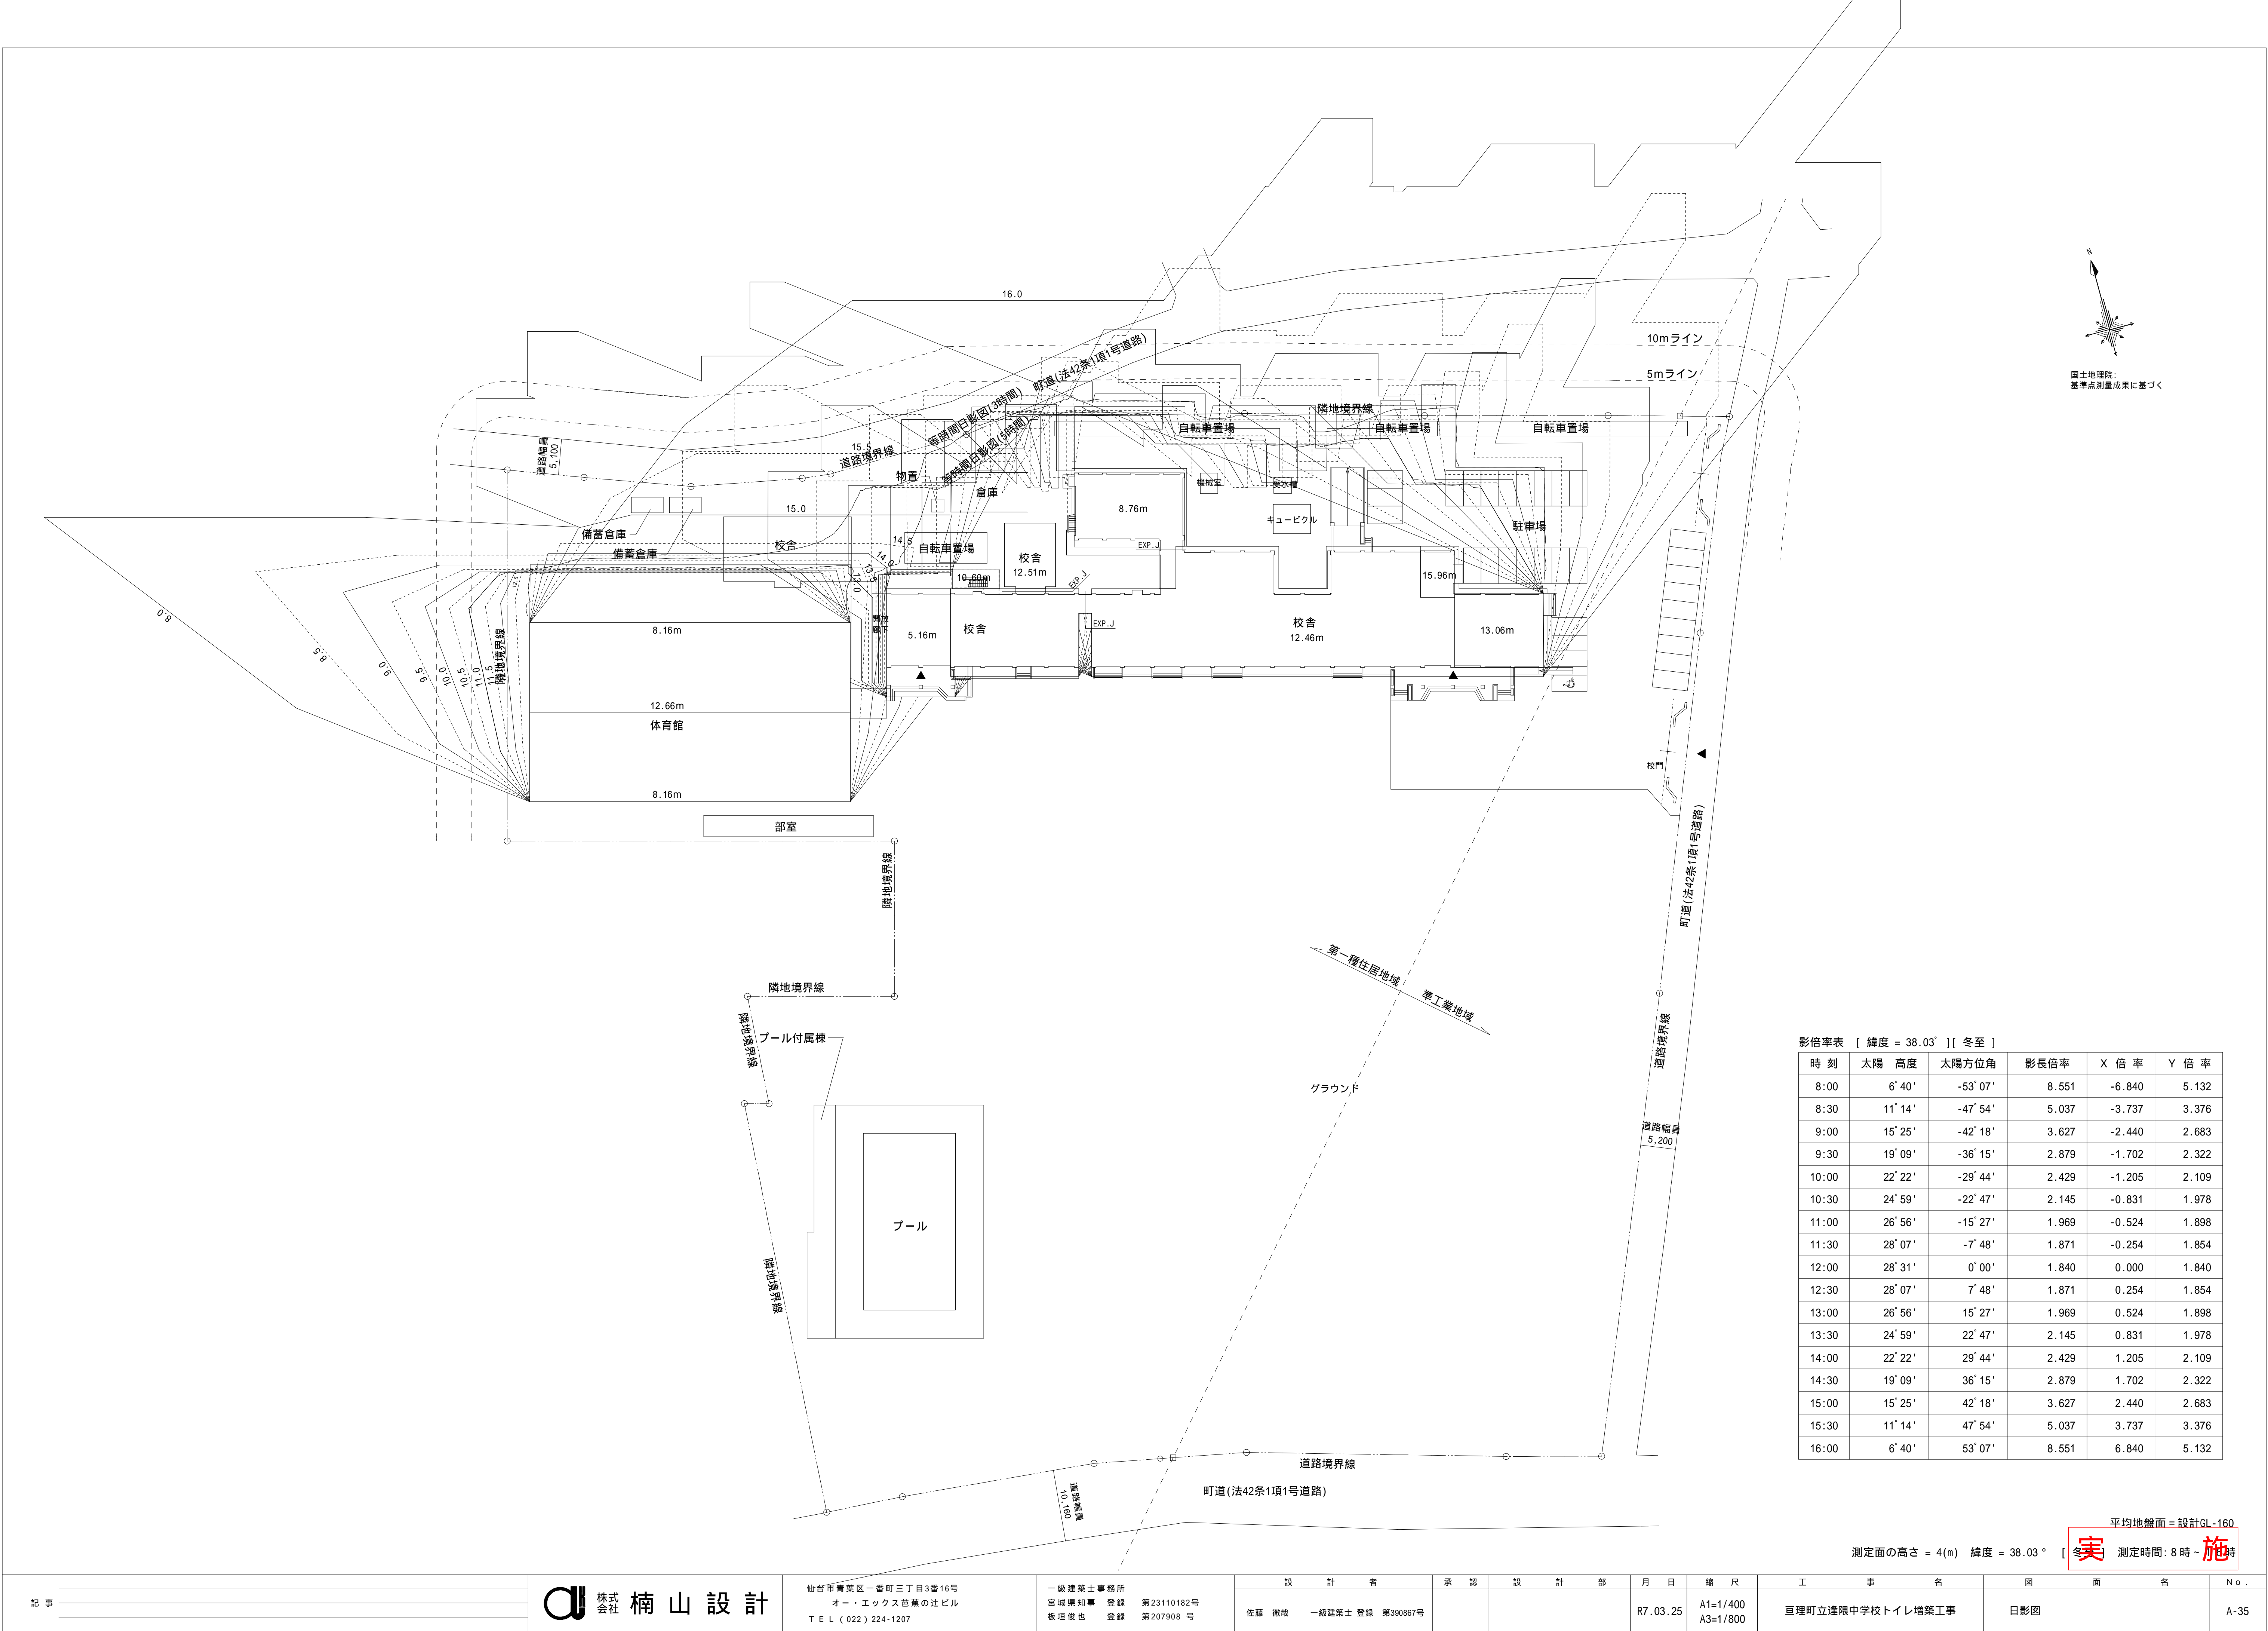 16.0
N
国土地理院:
基準点測量成果に基づく
10mライン
5mライン
町道(法42条1項1号道路)
等時間日影図(3時間)
等時間日影図(5時間)
隣地境界線
自転車置場
自転車置場
自転車置場
道路幅員
5,100
15.5
道路境界線
物置
倉庫
機械室
受水槽
キュービクル
8.76m
駐車場
15.0
備蓄倉庫
備蓄倉庫
校舎
14.5
自転車置場
14.0
13.5
13.0
12.5
校舎
12.51m
EXP.J
EXP.J
EXP.J
10.60m
15.96m
開放
廊下
5.16m
校舎
校舎
12.46m
13.06m
8.0
8.5
9.0
9.5
10.0
10.5
11.0
11.5
隣地境界線
8.16m
12.66m
体育館
8.16m
部室
校門
町道(法42条1項1号道路)
隣地境界線
隣地境界線
隣地境界線
プール付属棟
プール
隣地境界線
第一種住居地域
準工業地域
グラウンド
道路境界線
道路幅員
5,200
道路境界線
町道(法42条1項1号道路)
道路幅員
10,160
影倍率表 [ 緯度 = 38.03° ][ 冬至 ]
時 刻 太陽 高度 太陽方位角 影長倍率 X 倍 率 Y 倍 率
8:00 6°40' -53°07' 8.551 -6.840 5.132
8:30 11°14' -47°54' 5.037 -3.737 3.376
9:00 15°25' -42°18' 3.627 -2.440 2.683
9:30 19°09' -36°15' 2.879 -1.702 2.322
10:00 22°22' -29°44' 2.429 -1.205 2.109
10:30 24°59' -22°47' 2.145 -0.831 1.978
11:00 26°56' -15°27' 1.969 -0.524 1.898
11:30 28°07' -7°48' 1.871 -0.254 1.854
12:00 28°31' 0°00' 1.840 0.000 1.840
12:30 28°07' 7°48' 1.871 0.254 1.854
13:00 26°56' 15°27' 1.969 0.524 1.898
13:30 24°59' 22°47' 2.145 0.831 1.978
14:00 22°22' 29°44' 2.429 1.205 2.109
14:30 19°09' 36°15' 2.879 1.702 2.322
15:00 15°25' 42°18' 3.627 2.440 2.683
15:30 11°14' 47°54' 5.037 3.737 3.376
16:00 6°40' 53°07' 8.551 6.840 5.132
平均地盤面=設計GL-160
測定面の高さ = 4(m) 緯度 = 38.03 ° [ 冬至 ] 測定時間:8時~16時
実 施
記 事
株式会社 楠山設計
仙台市青葉区一番町三丁目3番16号
オー・エックス芭蕉の辻ビル
TEL(022)224-1207
一級建築士事務所
宮城県知事 登録 第23110182号
板垣俊也 登録 第207908 号
設 計 者
佐藤 徹哉 一級建築士 登録 第390867号
承 認
設 計 部
月 日
R7.03.25
縮 尺
A1=1/400
A3=1/800
工 事 名
亘理町立逢隈中学校トイレ増築工事
図 面 名
日影図
No.
A-35